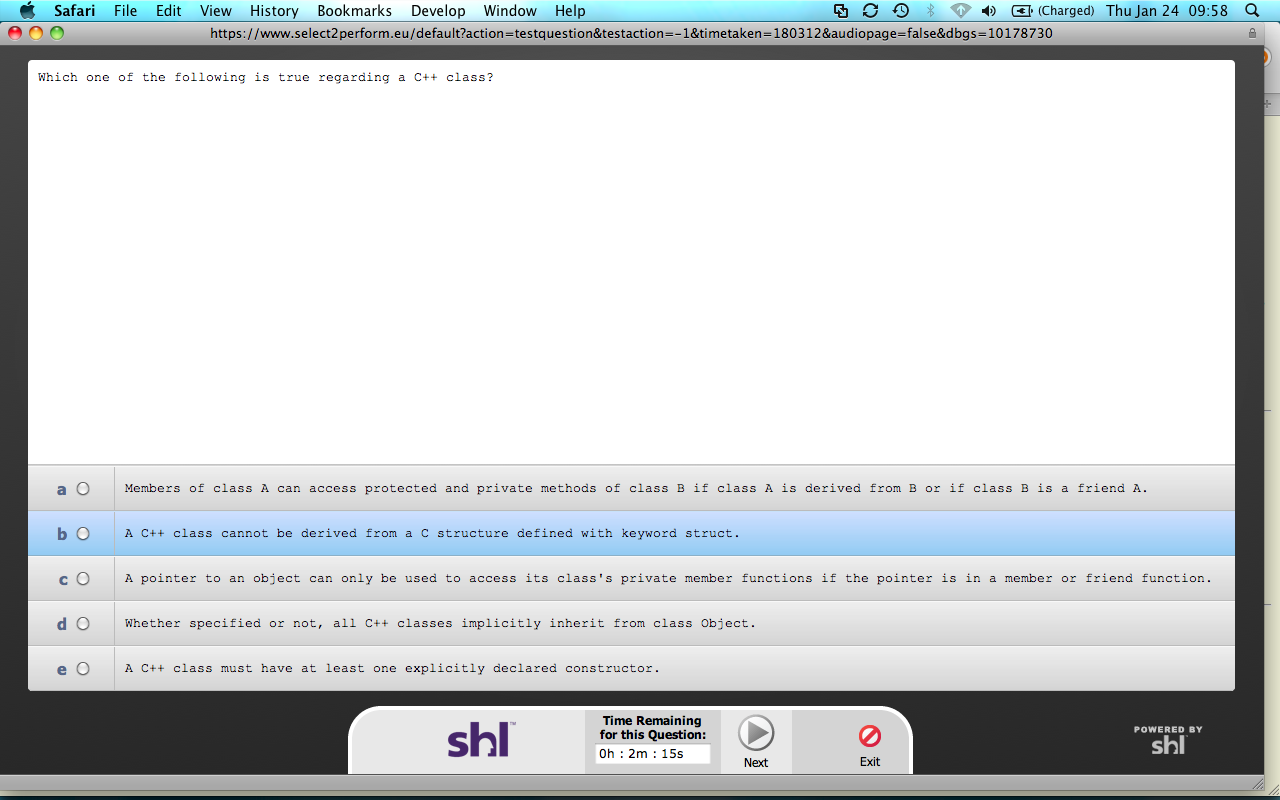 Safari File Edit View History Bookmarks Develop Window Help (Charged) Thu Jan 24 09:58
https://www.select2perform.eu/default?action=testquestion&testaction=-1&timetaken=180312&audiopage=false&dbgs=10178730
Which one of the following is true regarding a C++ class?
a Members of class A can access protected and private methods of class B if class A is derived from B or if class B is a friend A.
b A C++ class cannot be derived from a C structure defined with keyword struct.
c A pointer to an object can only be used to access its class's private member functions if the pointer is in a member or friend function.
d Whether specified or not, all C++ classes implicitly inherit from class Object.
e A C++ class must have at least one explicitly declared constructor.
shl™
Time Remaining
for this Question:
0h : 2m : 15s
Next
Exit
POWERED BY
shl